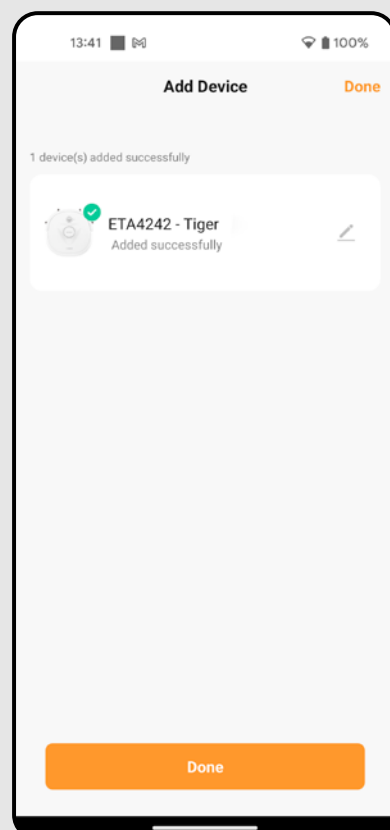 13:41 100%
Add Device Done
1 device(s) added successfully
ETA4242 - Tiger
Added successfully
Done